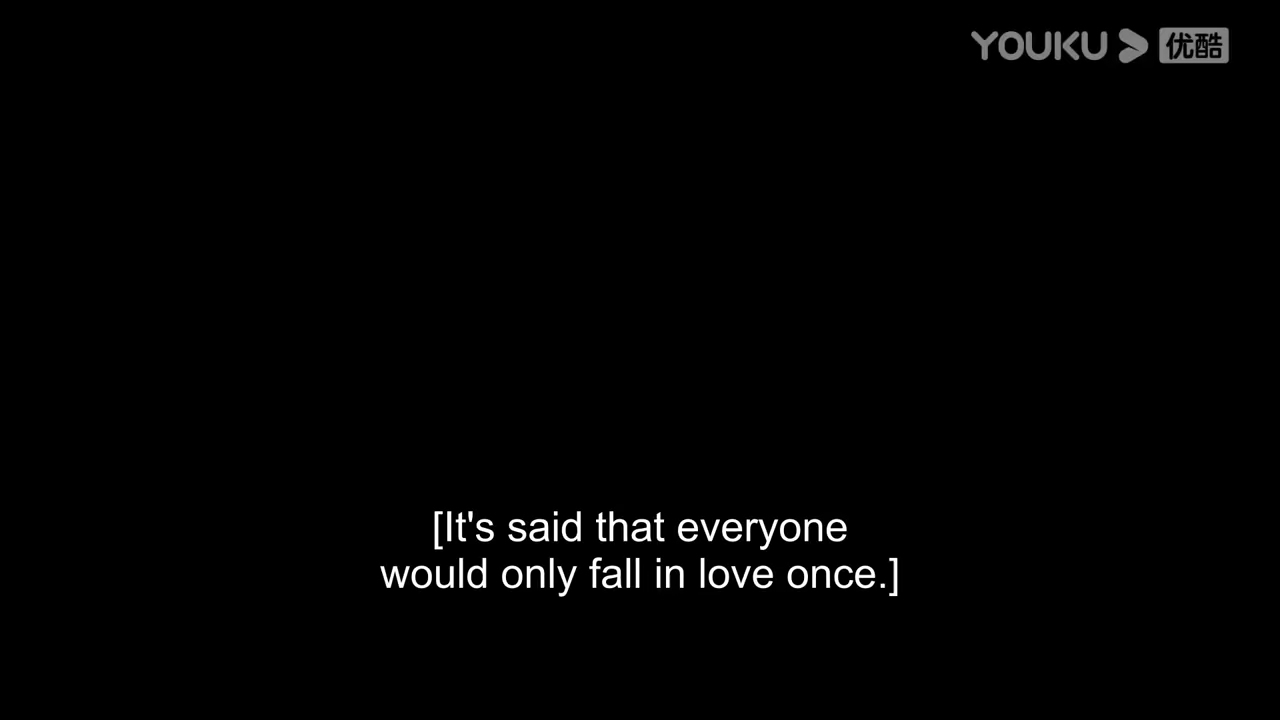 YOUKU 优酷
[It's said that everyone
would only fall in love once.]